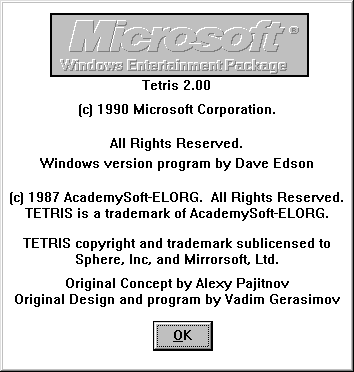 Microsoft®
Windows Entertainment Package
Tetris 2.00
(c) 1990 Microsoft Corporation.
All Rights Reserved.
Windows version program by Dave Edson
(c) 1987 AcademySoft-ELORG.  All Rights Reserved.
TETRIS is a trademark of AcademySoft-ELORG.
TETRIS copyright and trademark sublicensed to
Sphere, Inc, and Mirrorsoft, Ltd.
Original Concept by Alexy Pajitnov
Original Design and program by Vadim Gerasimov
OK